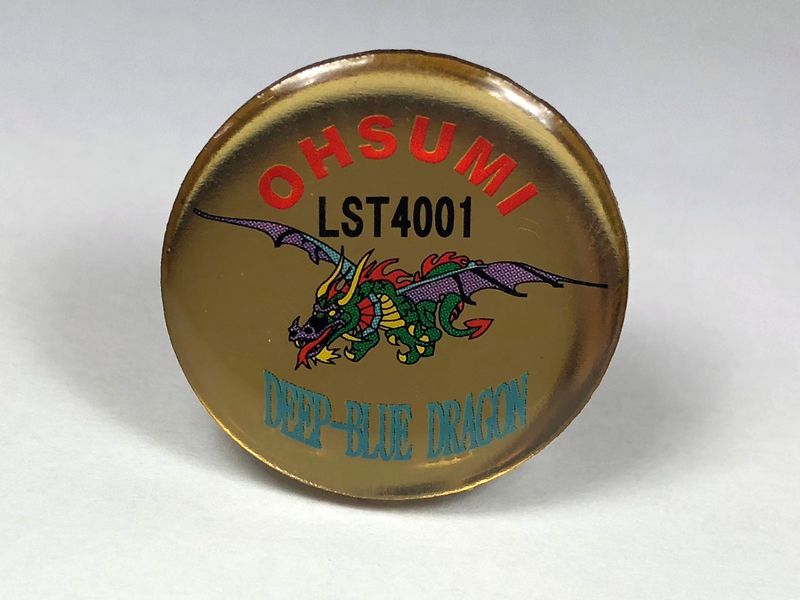 OHSUMI
LST4001
DEEP-BLUE DRAGON